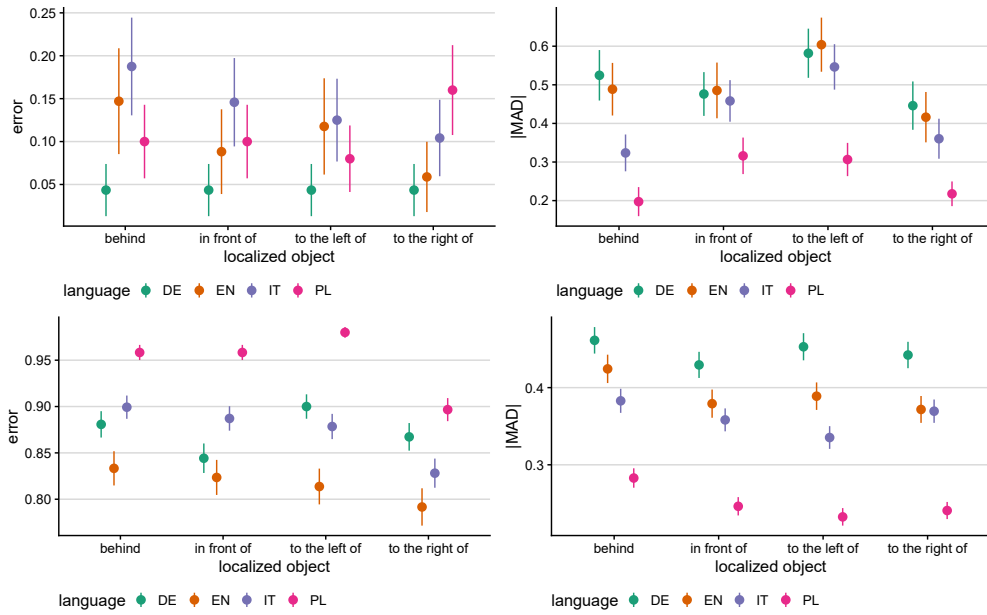 0.25
0.20
0.15
0.10
0.05
error
behind in front of to the left of to the right of
localized object
language DE EN IT PL
0.6
0.5
0.4
0.3
0.2
|MAD|
behind in front of to the left of to the right of
localized object
language DE EN IT PL
0.95
0.90
0.85
0.80
error
behind in front of to the left of to the right of
localized object
language DE EN IT PL
0.4
0.3
|MAD|
behind in front of to the left of to the right of
localized object
language DE EN IT PL